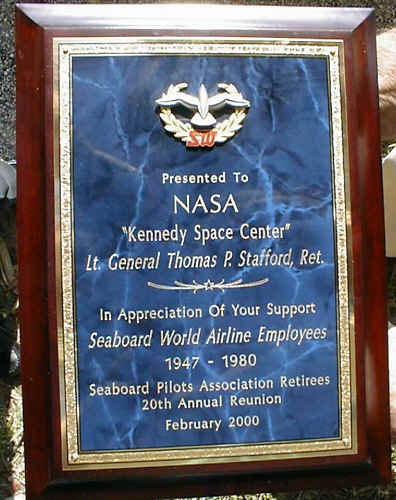 SW
Presented To
NASA
"Kennedy Space Center"
Lt. General Thomas P. Stafford, Ret.
In Appreciation Of Your Support
Seaboard World Airline Employees
1947 - 1980
Seaboard Pilots Association Retirees
20th Annual Reunion
February 2000